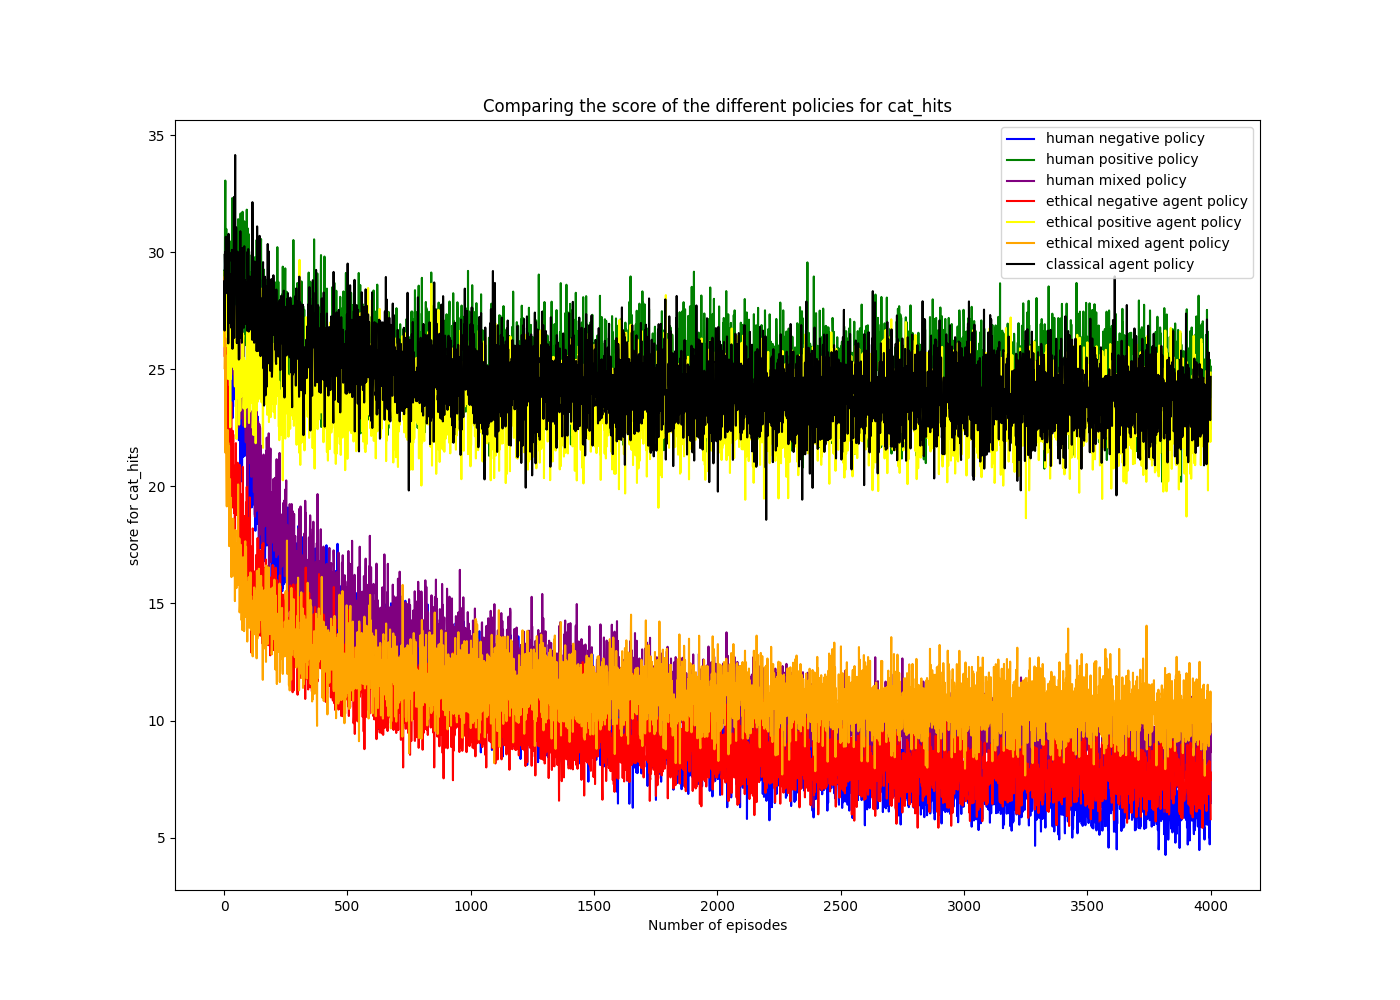 Comparing the score of the different policies for cat_hits
human negative policy
human positive policy
human mixed policy
ethical negative agent policy
ethical positive agent policy
ethical mixed agent policy
classical agent policy
score for cat_hits
35
30
25
20
15
10
5
0
500
1000
1500
2000
2500
3000
3500
4000
Number of episodes